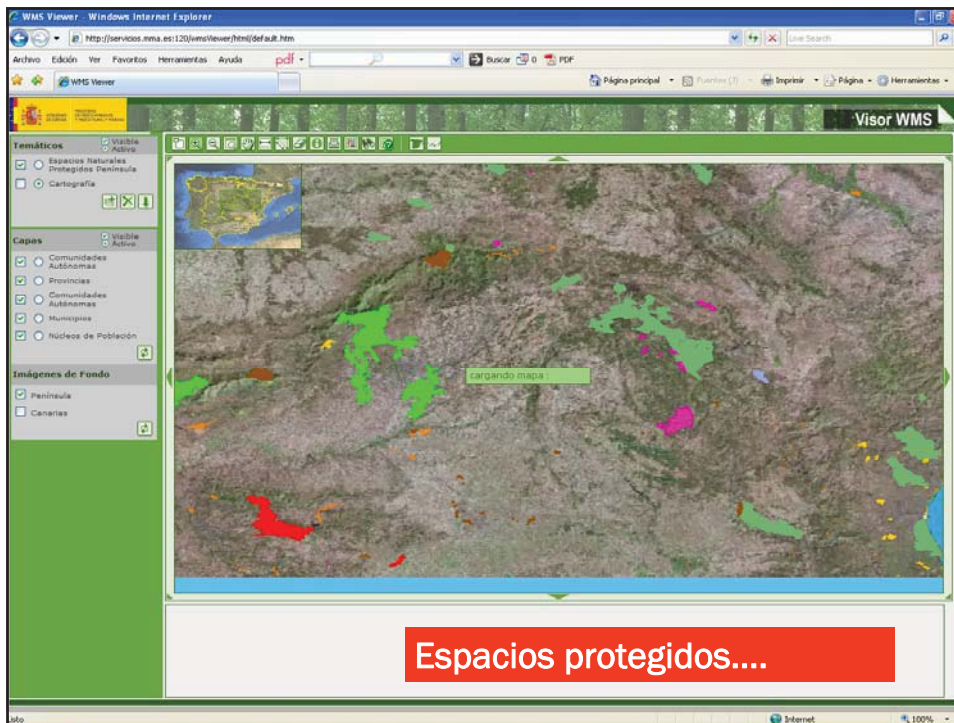 WMS Viewer - Windows Internet Explorer
http://servicios.mma.es:120/wmsViewer/html/default.htm
Live Search
Archivo Edición Ver Favoritos Herramientas Ayuda
pdf
Buscar 0 PDF
WMS Viewer
Página principal Fuentes (J) Imprimir Página Herramientas
Visor WMS
Temáticos
Visible
Activo
Espacios Naturales
Protegidos Península
Cartografía
Capas
Visible
Activo
Comunidades
Autónomas
Provincias
Comunidades
Autónomas
Municipios
Núcleos de Población
Imágenes de Fondo
Península
Canarias
cargando mapa :
Espacios protegidos....
Listo
Internet
100%